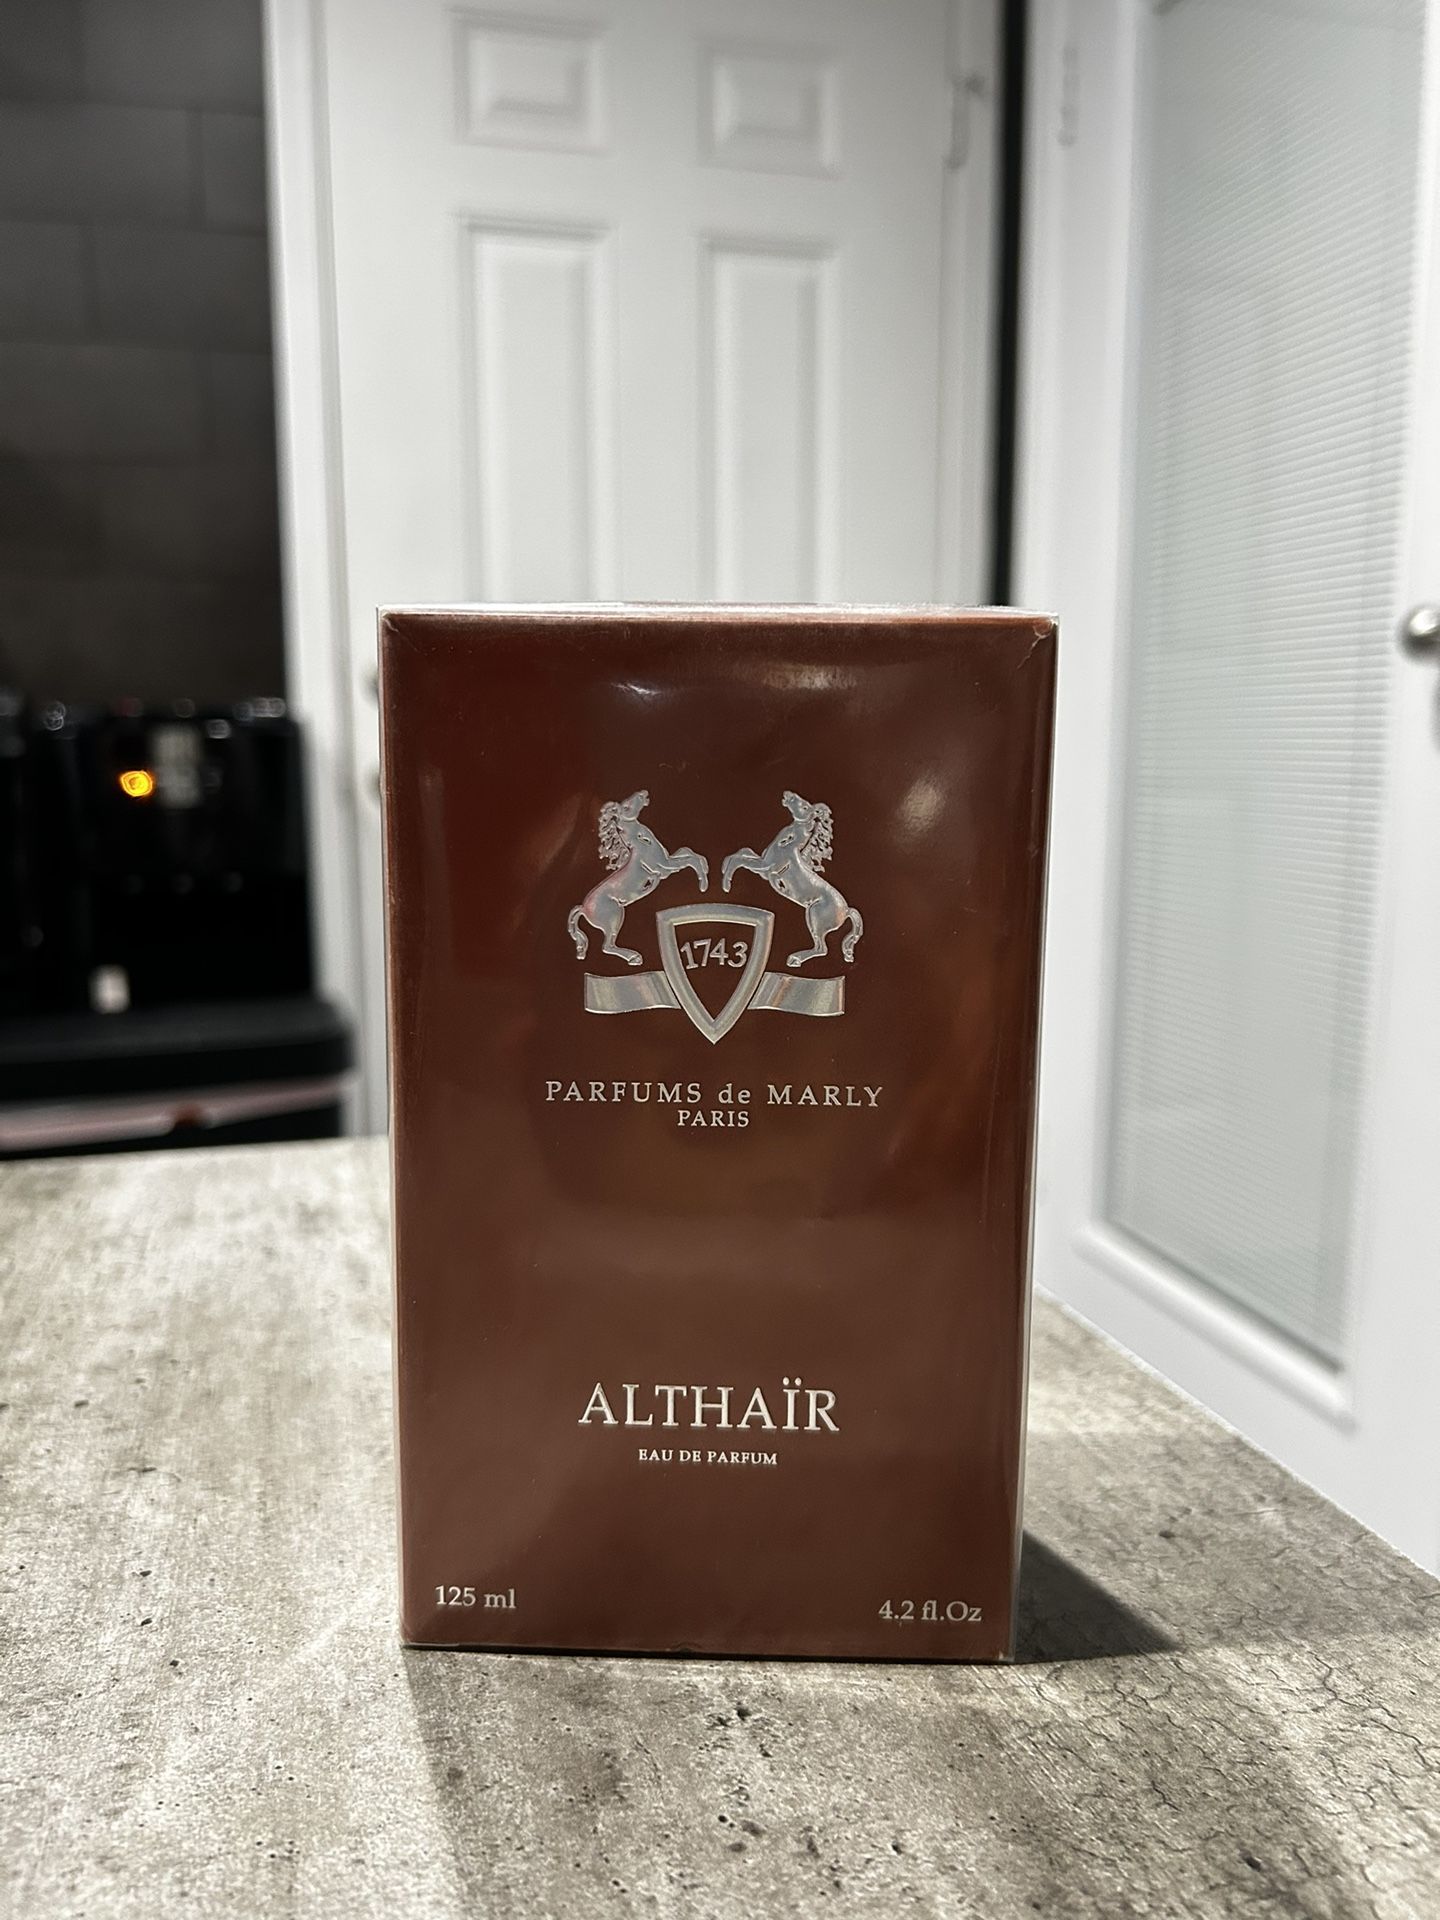 1743
PARFUMS de MARLY
PARIS
ALTHAÏR
EAU DE PARFUM
125 ml 4.2 fl.Oz